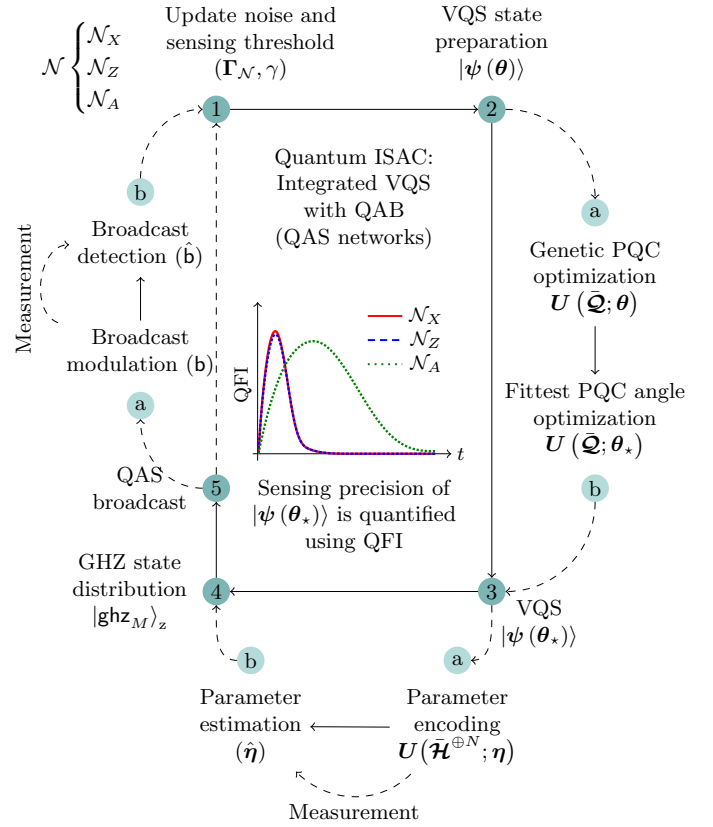 Update noise and
sensing threshold
(𝚪_𝒩, γ)
VQS state
preparation
|𝝍 (𝜽)⟩
𝒩 {
𝒩_X
𝒩_Z
𝒩_A
1
2
Quantum ISAC:
Integrated VQS
with QAB
(QAS networks)
b
a
Broadcast
detection (b̂)
Measurement
Broadcast
modulation (b)
a
Genetic PQC
optimization
𝑼 (𝓠̄; 𝜽)
Fittest PQC angle
optimization
𝑼 (𝓠̄; 𝜽⋆)
b
QFI
𝒩_X
𝒩_Z
𝒩_A
t
QAS
broadcast
5
Sensing precision of
|𝝍 (𝜽⋆)⟩ is quantified
using QFI
GHZ state
distribution
|ghz_M⟩_z
4
3
VQS
|𝝍 (𝜽⋆)⟩
b
a
Parameter
estimation
(𝜼̂)
Parameter
encoding
𝑼(𝓗̄^{⊕N}; 𝜼)
Measurement